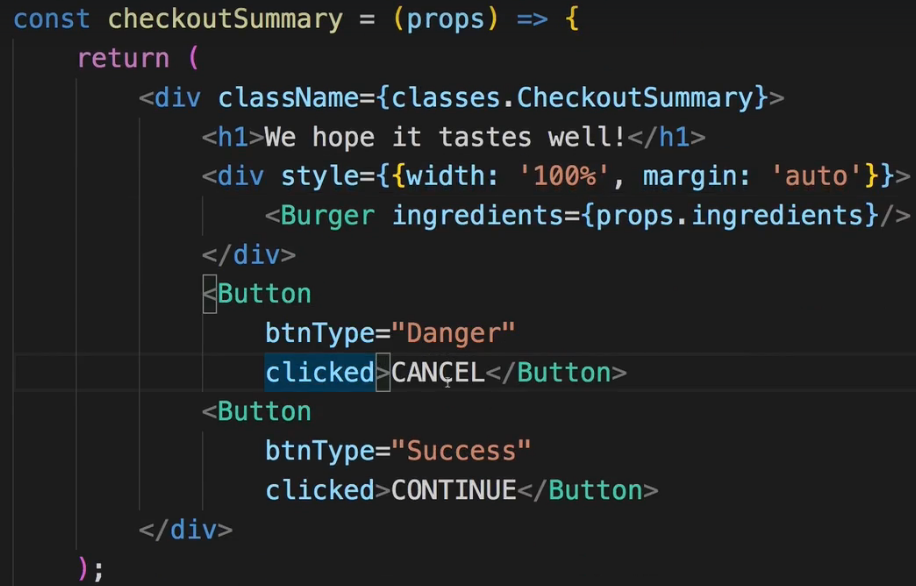 const checkoutSummary = (props) => {
return (
<div className={classes.CheckoutSummary}>
<h1>We hope it tastes well!</h1>
<div style={{width: '100%', margin: 'auto'}}>
<Burger ingredients={props.ingredients}/>
</div>
<Button
btnType="Danger"
clicked>CANCEL</Button>
<Button
btnType="Success"
clicked>CONTINUE</Button>
</div>
);